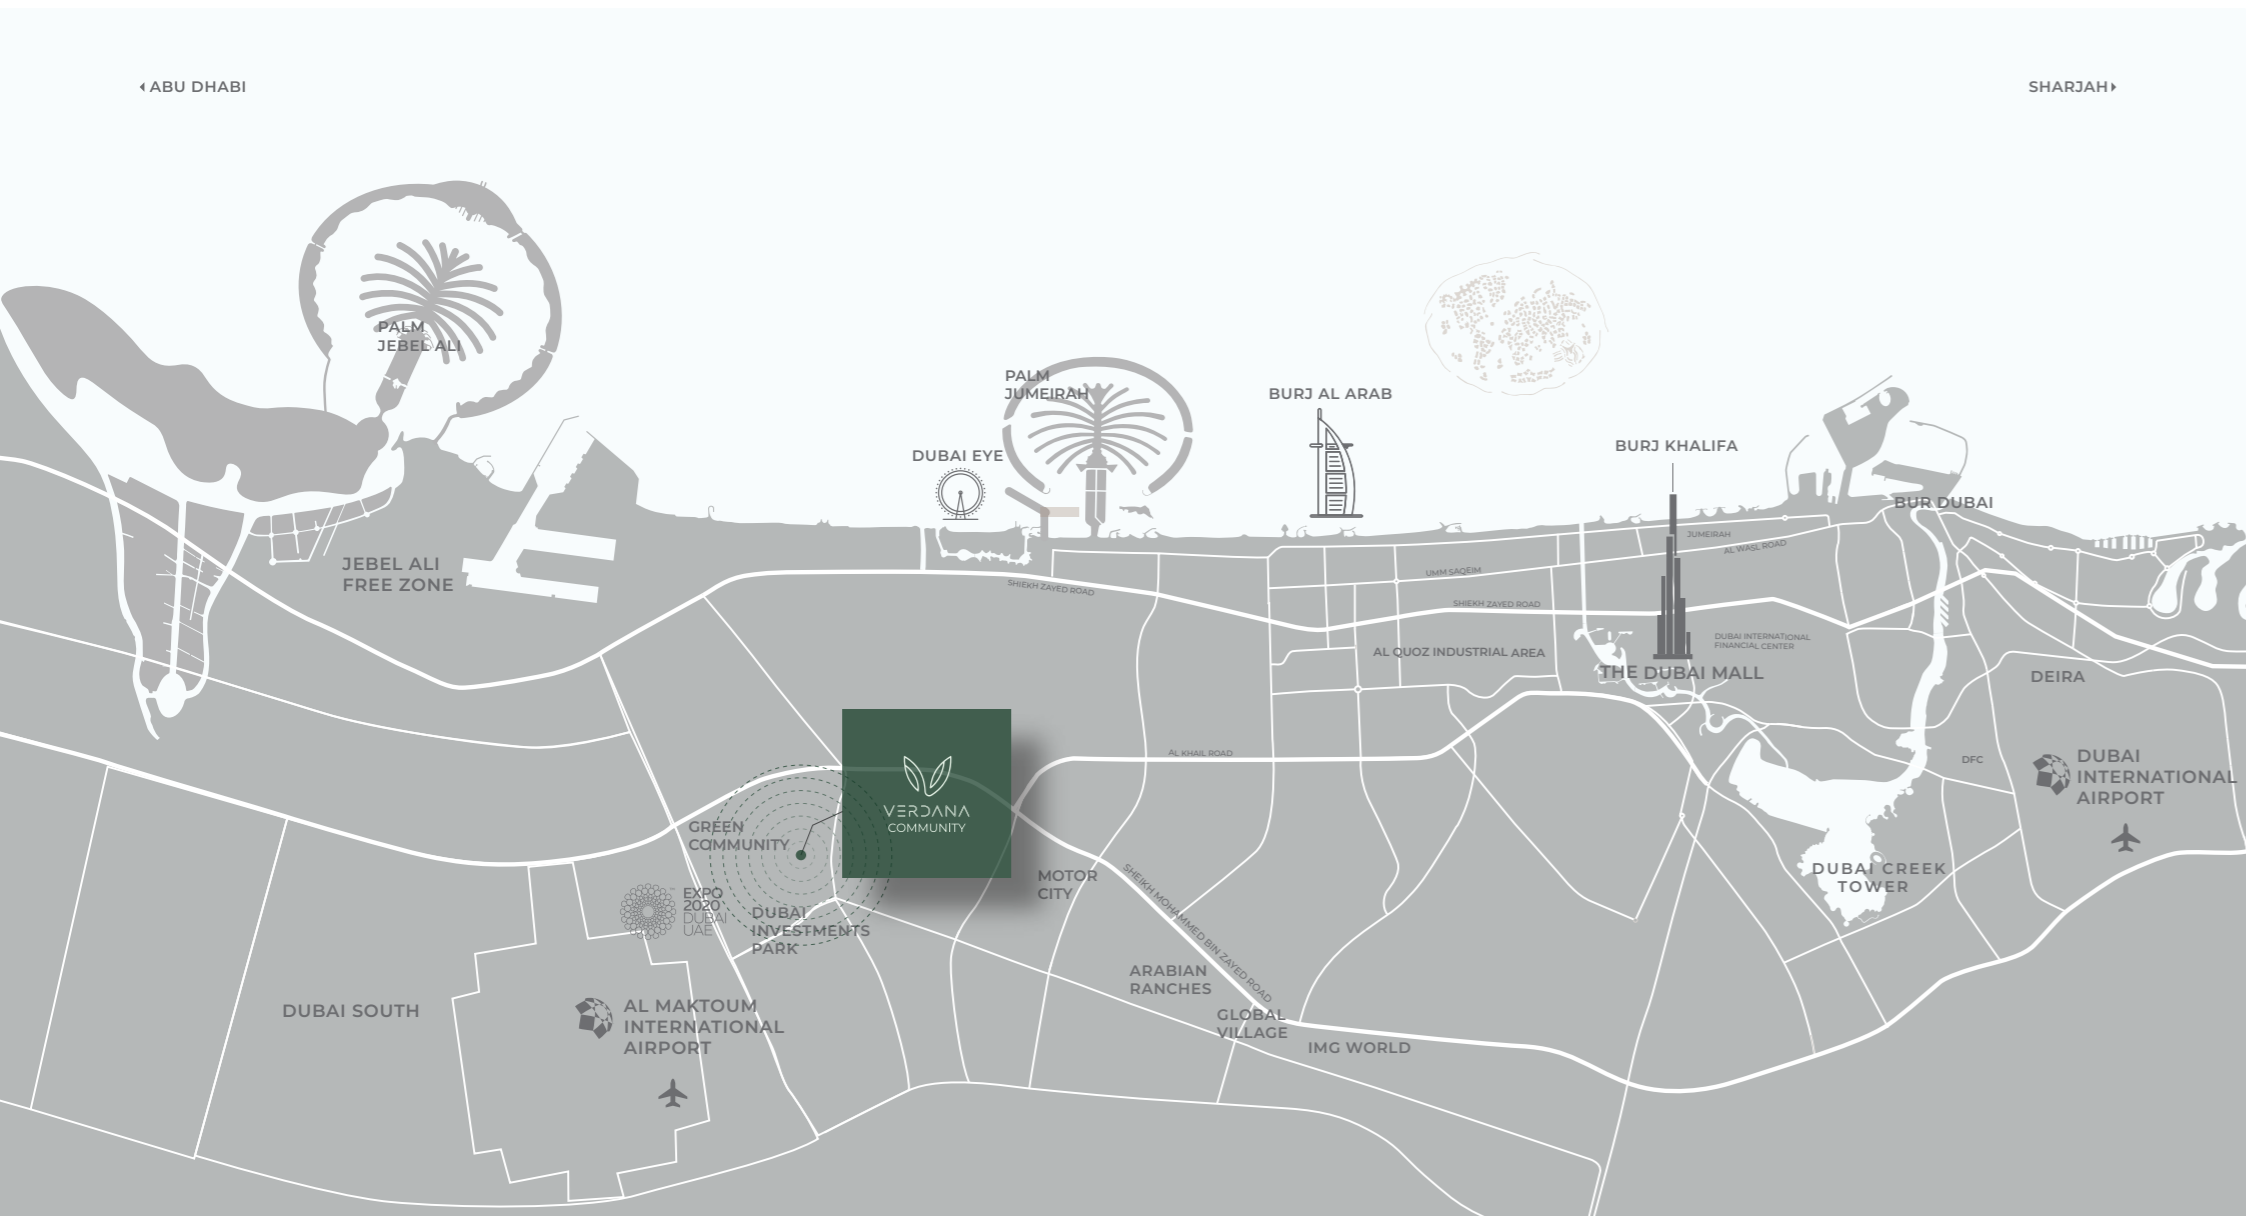 ABU DHABI
SHARJAH
PALM
JEBEL ALI
PALM
JUMEIRAH
BURJ AL ARAB
DUBAI EYE
BURJ KHALIFA
BUR DUBAI
JUMEIRAH
AL WASL ROAD
JEBEL ALI
FREE ZONE
UMM SAQEIM
SHIEKH ZAYED ROAD
SHIEKH ZAYED ROAD
DUBAI INTERNATIONAL
FINANCIAL CENTER
AL QUOZ INDUSTRIAL AREA
THE DUBAI MALL
DEIRA
AL KHAIL ROAD
DFC
DUBAI
INTERNATIONAL
AIRPORT
VERDANA
COMMUNITY
GREEN
COMMUNITY
MOTOR
CITY
SHEIKH MOHAMMED BIN ZAYED ROAD
DUBAI CREEK
TOWER
EXPO
2020
DUBAI
UAE
DUBAI
INVESTMENTS
PARK
ARABIAN
RANCHES
DUBAI SOUTH
AL MAKTOUM
INTERNATIONAL
AIRPORT
GLOBAL
VILLAGE
IMG WORLD